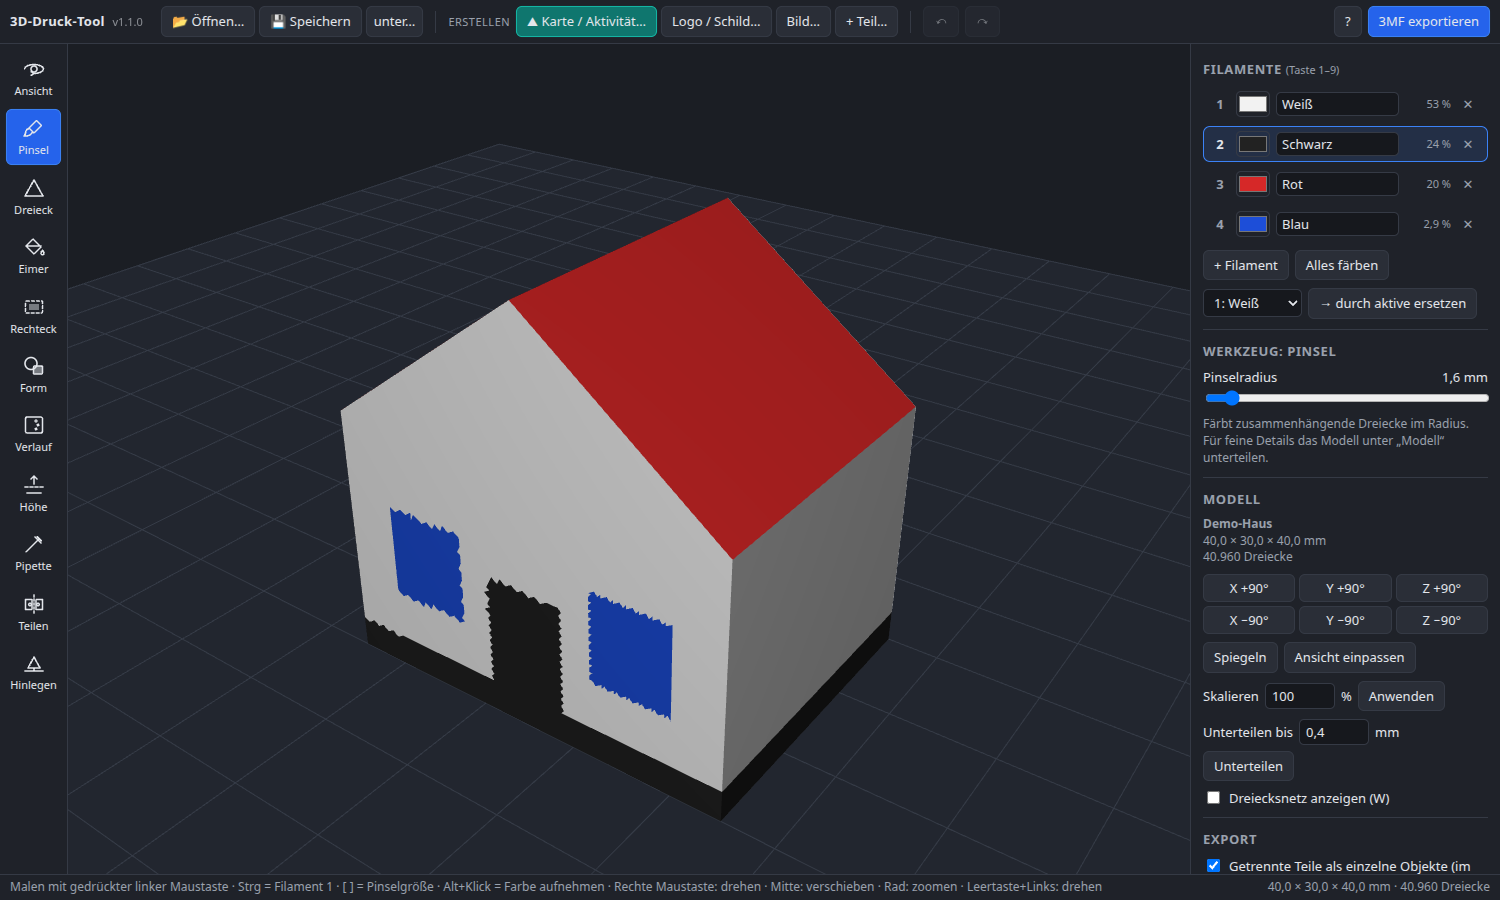 3D-Druck-Tool v1.1.0 Öffnen... Speichern unter... ERSTELLEN Karte / Aktivität... Logo / Schild... Bild... + Teil... ? 3MF exportieren
Ansicht
Pinsel
Dreieck
Eimer
Rechteck
Form
Verlauf
Höhe
Pipette
Teilen
Hinlegen
FILAMENTE (Taste 1–9)
1 Weiß 53 % ✕
2 Schwarz 24 % ✕
3 Rot 20 % ✕
4 Blau 2,9 % ✕
+ Filament Alles färben
1: Weiß → durch aktive ersetzen
WERKZEUG: PINSEL
Pinselradius 1,6 mm
Färbt zusammenhängende Dreiecke im Radius.
Für feine Details das Modell unter „Modell“
unterteilen.
MODELL
Demo-Haus
40,0 × 30,0 × 40,0 mm
40.960 Dreiecke
X +90° Y +90° Z +90°
X −90° Y −90° Z −90°
Spiegeln Ansicht einpassen
Skalieren 100 % Anwenden
Unterteilen bis 0,4 mm
Unterteilen
Dreiecksnetz anzeigen (W)
EXPORT
Getrennte Teile als einzelne Objekte (im
Malen mit gedrückter linker Maustaste · Strg = Filament 1 · [ ] = Pinselgröße · Alt+Klick = Farbe aufnehmen · Rechte Maustaste: drehen · Mitte: verschieben · Rad: zoomen · Leertaste+Links: drehen 40,0 × 30,0 × 40,0 mm · 40.960 Dreiecke